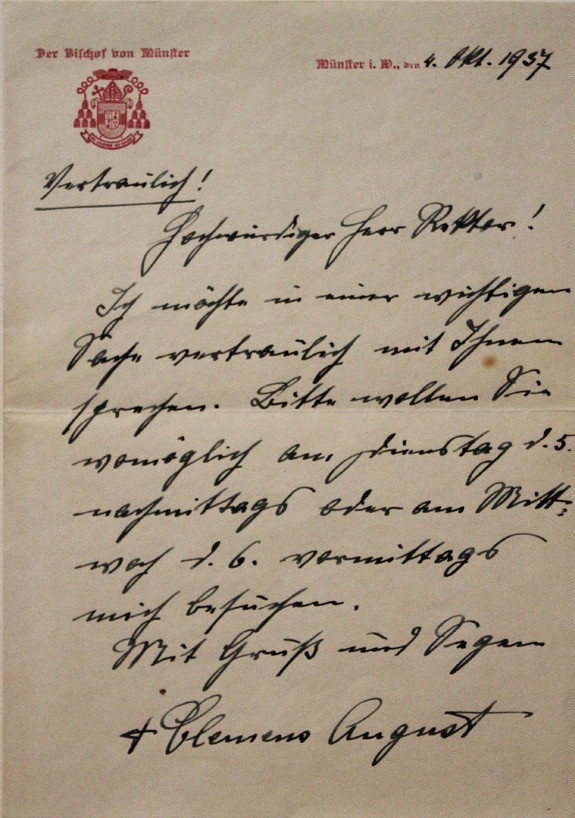 Der Bischof von Münster
Münster i. W., den 4. Okt. 1937
Vertraulich!
Hochwürdiger Herr Rektor!
Ich möchte in einer wichtigen
Sache vertraulich mit Ihnen
sprechen. Bitte wollen Sie
womöglich am Dienstag d. 5.
nachmittags oder am Mitt=
woch d. 6. vormittags
mich besuchen.
Mit Gruß und Segen
+ Clemens August